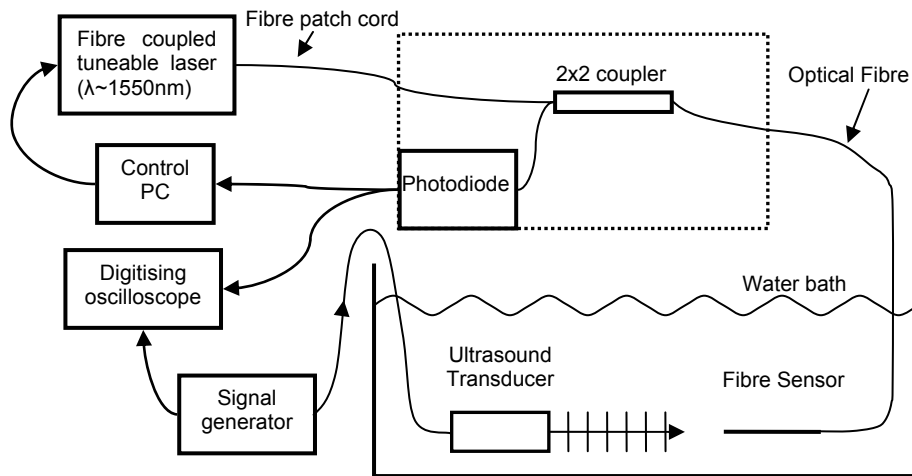 Fibre patch cord
Fibre coupled
tuneable laser
(λ~1550nm)
2x2 coupler
Optical Fibre
Control
PC
Photodiode
Digitising
oscilloscope
Water bath
Ultrasound
Transducer
Fibre Sensor
Signal
generator